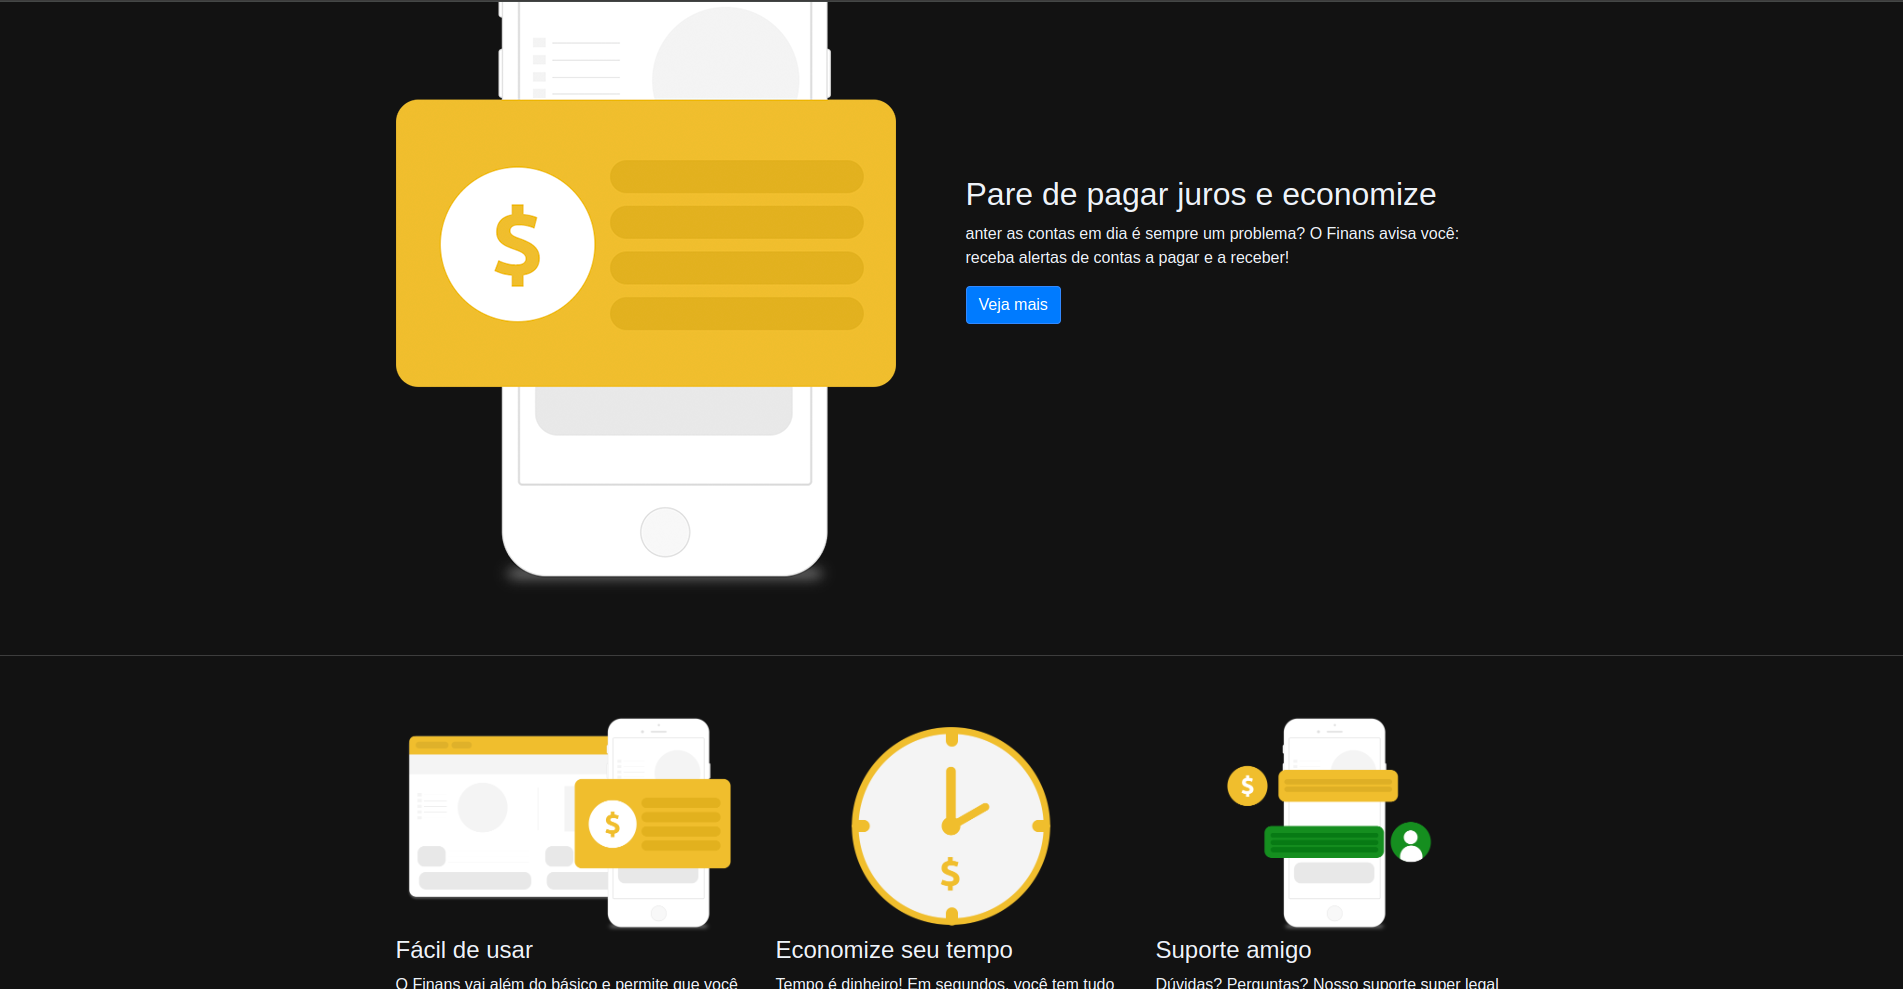 $
Pare de pagar juros e economize
anter as contas em dia é sempre um problema? O Finans avisa você:
receba alertas de contas a pagar e a receber!
Veja mais
$
$
$
Fácil de usar
Economize seu tempo
Suporte amigo
O Finans vai além do básico e permite que você
Tempo é dinheiro! Em segundos, você tem tudo
Dúvidas? Perguntas? Nosso suporte super legal